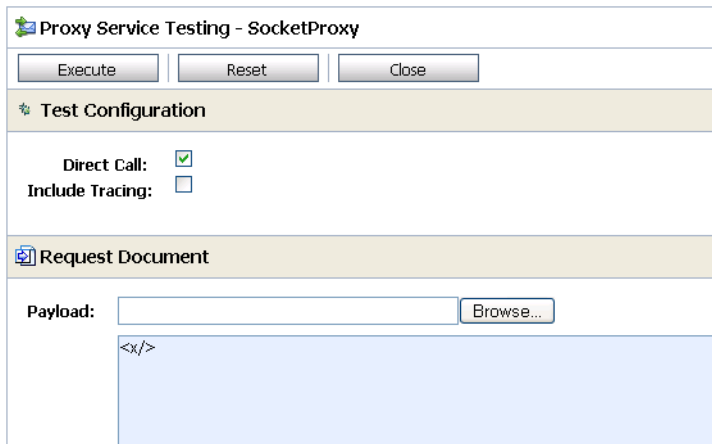 Proxy Service Testing - SocketProxy
Execute Reset Close
Test Configuration
Direct Call:
Include Tracing:
Request Document
Payload: Browse...
<x/>